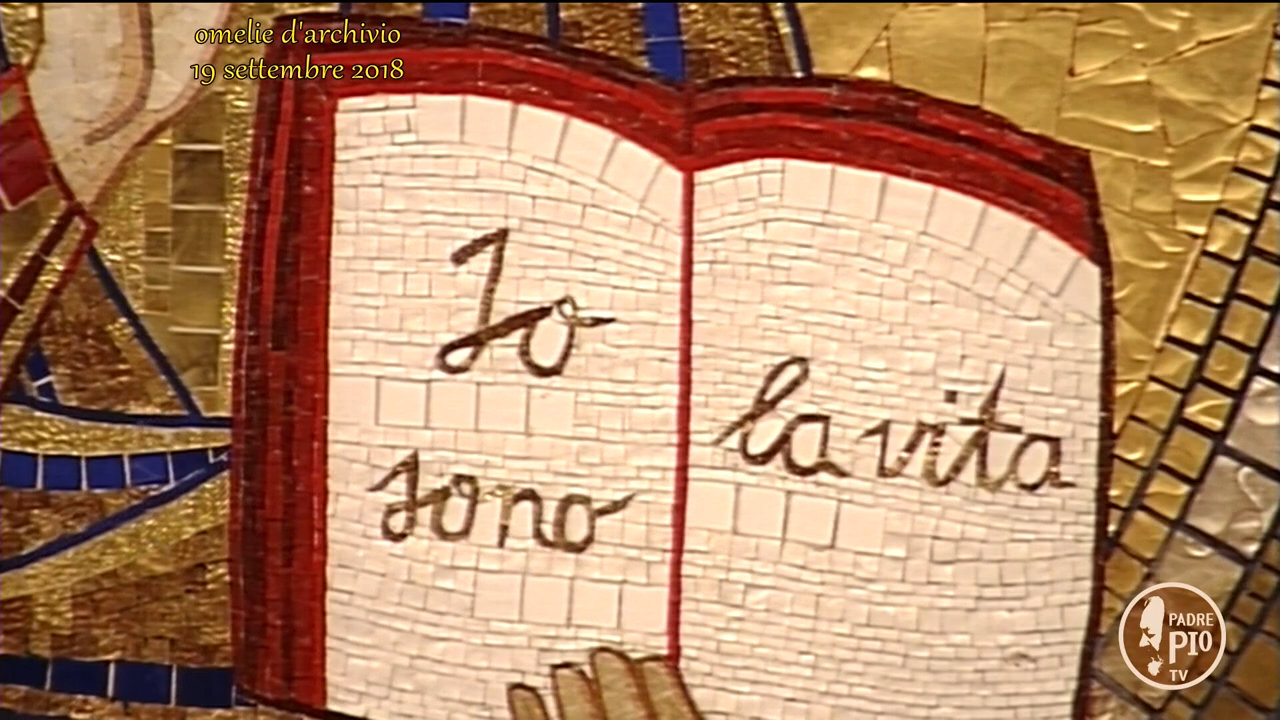 omelie d'archivio
19 settembre 2018
Io
sono
la vita
PADRE
PIO
TV